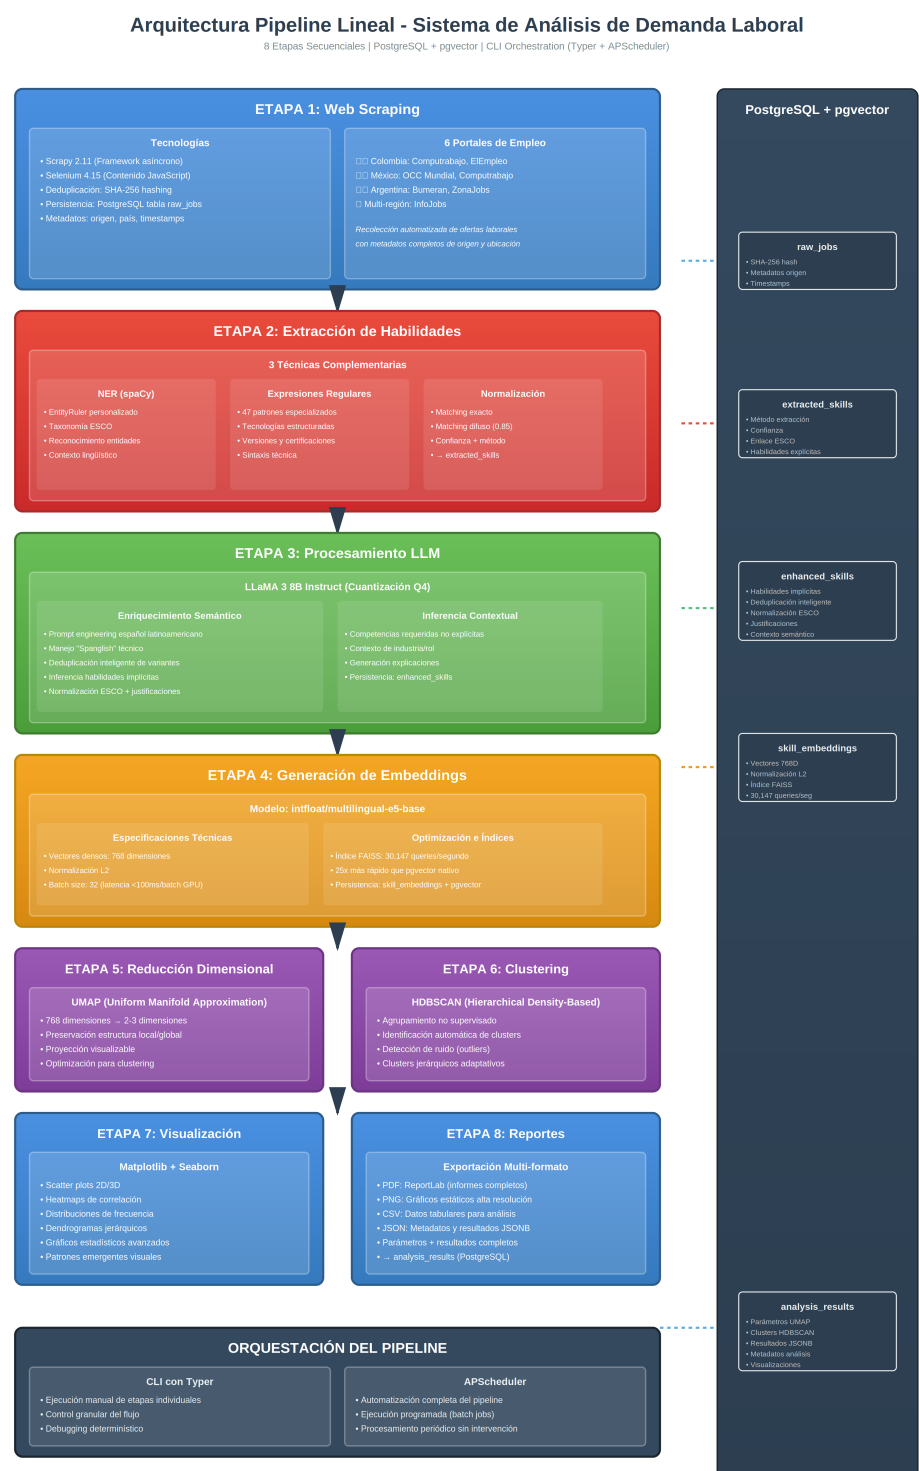 Arquitectura Pipeline Lineal - Sistema de Análisis de Demanda Laboral
8 Etapas Secuenciales | PostgreSQL + pgvector | CLI Orchestration (Typer + APScheduler)
ETAPA 1: Web Scraping
Tecnologías
• Scrapy 2.11 (Framework asíncrono)
• Selenium 4.15 (Contenido JavaScript)
• Deduplicación: SHA-256 hashing
• Persistencia: PostgreSQL tabla raw_jobs
• Metadatos: origen, país, timestamps
6 Portales de Empleo
Colombia: Computrabajo, ElEmpleo
México: OCC Mundial, Computrabajo
Argentina: Bumeran, ZonaJobs
Multi-región: InfoJobs
Recolección automatizada de ofertas laborales
con metadatos completos de origen y ubicación
ETAPA 2: Extracción de Habilidades
3 Técnicas Complementarias
NER (spaCy)
• EntityRuler personalizado
• Taxonomía ESCO
• Reconocimiento entidades
• Contexto lingüístico
Expresiones Regulares
• 47 patrones especializados
• Tecnologías estructuradas
• Versiones y certificaciones
• Sintaxis técnica
Normalización
• Matching exacto
• Matching difuso (0.85)
• Confianza + método
• → extracted_skills
ETAPA 3: Procesamiento LLM
LLaMA 3 8B Instruct (Cuantización Q4)
Enriquecimiento Semántico
• Prompt engineering español latinoamericano
• Manejo "Spanglish" técnico
• Deduplicación inteligente de variantes
• Inferencia habilidades implícitas
• Normalización ESCO + justificaciones
Inferencia Contextual
• Competencias requeridas no explícitas
• Contexto de industria/rol
• Generación explicaciones
• Persistencia: enhanced_skills
ETAPA 4: Generación de Embeddings
Modelo: intfloat/multilingual-e5-base
Especificaciones Técnicas
• Vectores densos: 768 dimensiones
• Normalización L2
• Batch size: 32 (latencia <100ms/batch GPU)
Optimización e Índices
• Índice FAISS: 30,147 queries/segundo
• 25x más rápido que pgvector nativo
• Persistencia: skill_embeddings + pgvector
ETAPA 5: Reducción Dimensional
UMAP (Uniform Manifold Approximation)
• 768 dimensiones → 2-3 dimensiones
• Preservación estructura local/global
• Proyección visualizable
• Optimización para clustering
ETAPA 6: Clustering
HDBSCAN (Hierarchical Density-Based)
• Agrupamiento no supervisado
• Identificación automática de clusters
• Detección de ruido (outliers)
• Clusters jerárquicos adaptativos
ETAPA 7: Visualización
Matplotlib + Seaborn
• Scatter plots 2D/3D
• Heatmaps de correlación
• Distribuciones de frecuencia
• Dendrogramas jerárquicos
• Gráficos estadísticos avanzados
• Patrones emergentes visuales
ETAPA 8: Reportes
Exportación Multi-formato
• PDF: ReportLab (informes completos)
• PNG: Gráficos estáticos alta resolución
• CSV: Datos tabulares para análisis
• JSON: Metadatos y resultados JSONB
• Parámetros + resultados completos
• → analysis_results (PostgreSQL)
ORQUESTACIÓN DEL PIPELINE
CLI con Typer
• Ejecución manual de etapas individuales
• Control granular del flujo
• Debugging determinístico
APScheduler
• Automatización completa del pipeline
• Ejecución programada (batch jobs)
• Procesamiento periódico sin intervención
PostgreSQL + pgvector
raw_jobs
• SHA-256 hash
• Metadatos origen
• Timestamps
extracted_skills
• Método extracción
• Confianza
• Enlace ESCO
• Habilidades explícitas
enhanced_skills
• Habilidades implícitas
• Deduplicación inteligente
• Normalización ESCO
• Justificaciones
• Contexto semántico
skill_embeddings
• Vectores 768D
• Normalización L2
• Índice FAISS
• 30,147 queries/seg
analysis_results
• Parámetros UMAP
• Clusters HDBSCAN
• Resultados JSONB
• Metadatos análisis
• Visualizaciones